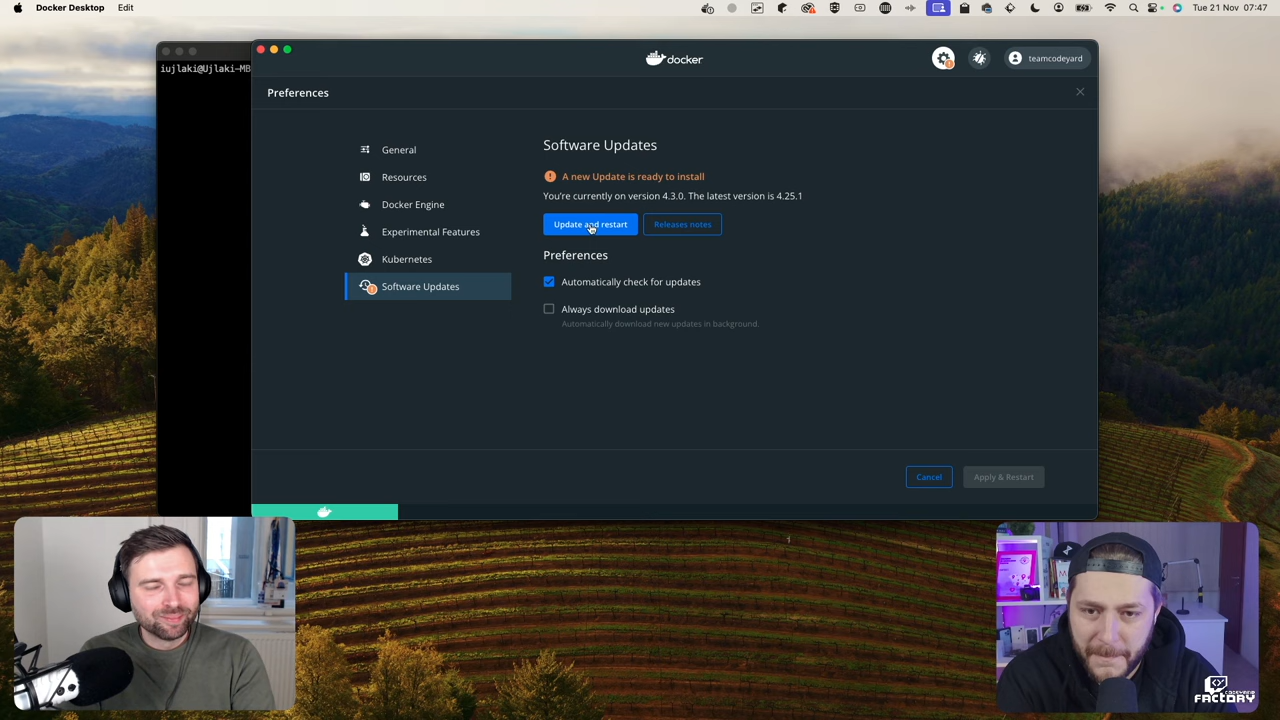 Docker Desktop Edit
Tue 21 Nov 07:47
iujlaki@Ujlaki-MB
docker
teamcodeyard
Preferences
General
Resources
Docker Engine
Experimental Features
Kubernetes
Software Updates
Software Updates
A new Update is ready to install
You're currently on version 4.3.0. The latest version is 4.25.1
Update and restart
Releases notes
Preferences
Automatically check for updates
Always download updates
Automatically download new updates in background.
Cancel
Apply & Restart
CODEYARD
FACTORY